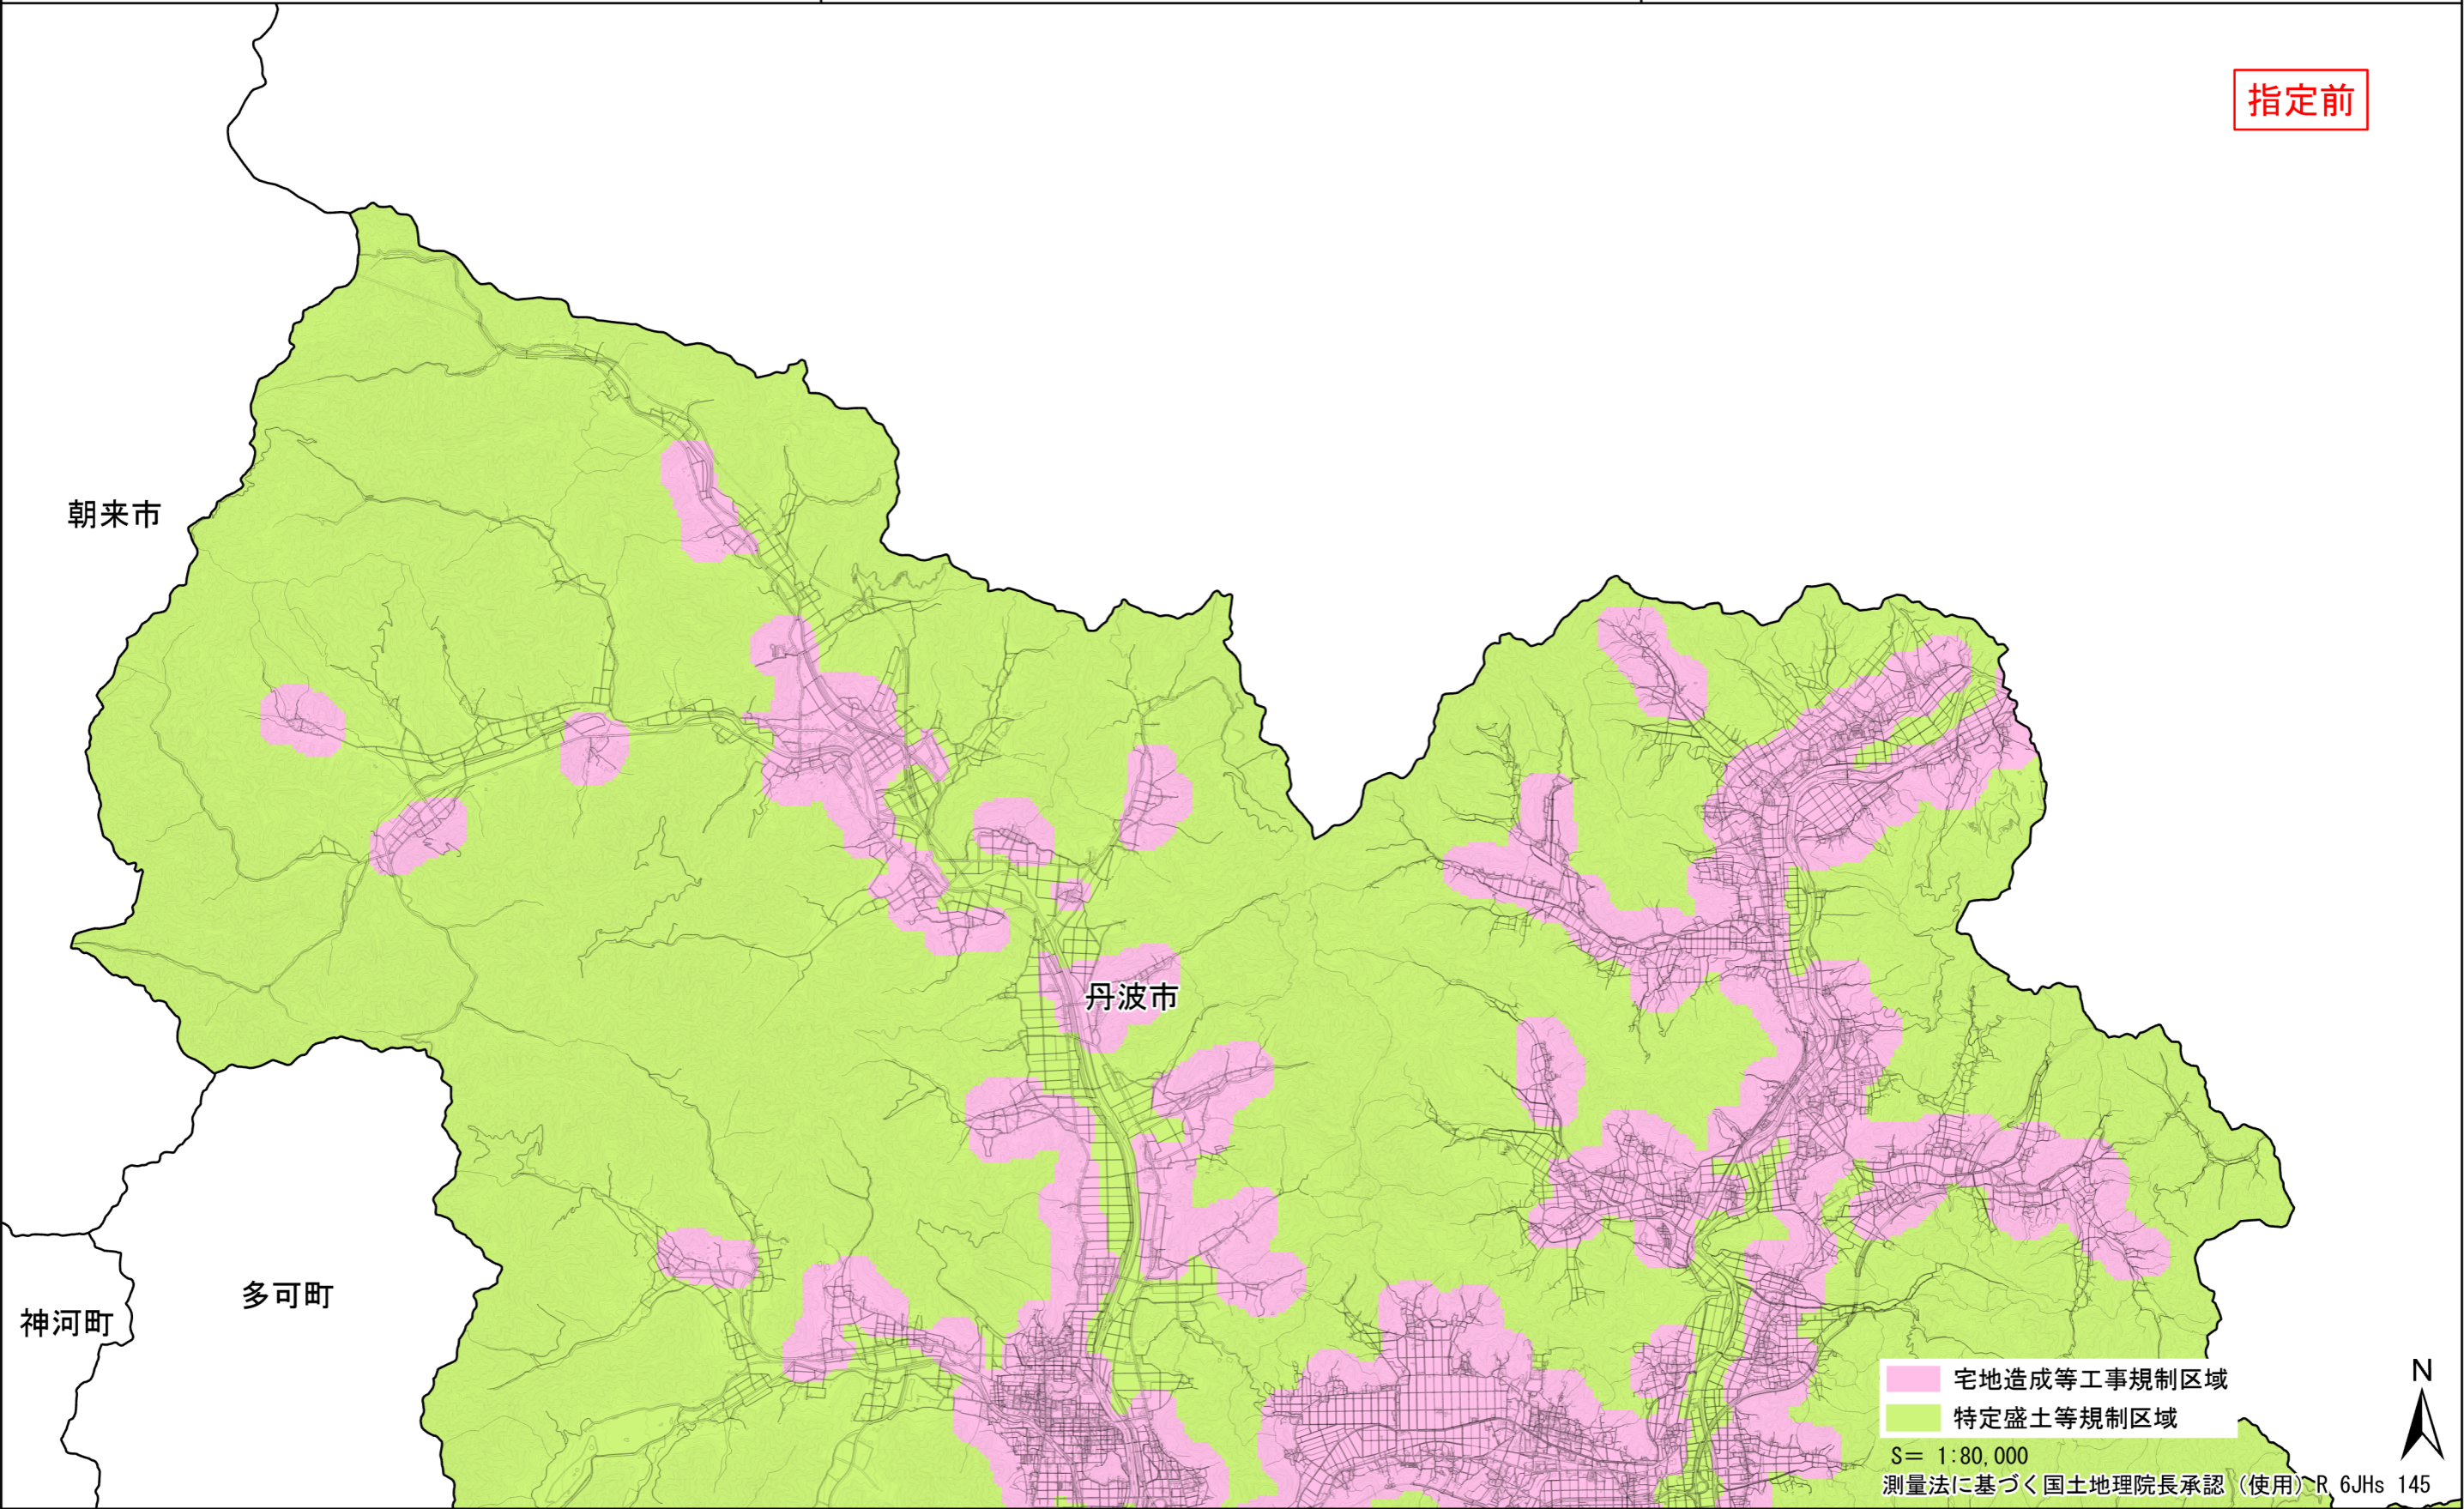 指定前
朝来市
丹波市
多可町
神河町
宅地造成等工事規制区域
特定盛土等規制区域
S= 1:80,000
N
測量法に基づく国土地理院長承認(使用)R 6JHs 145